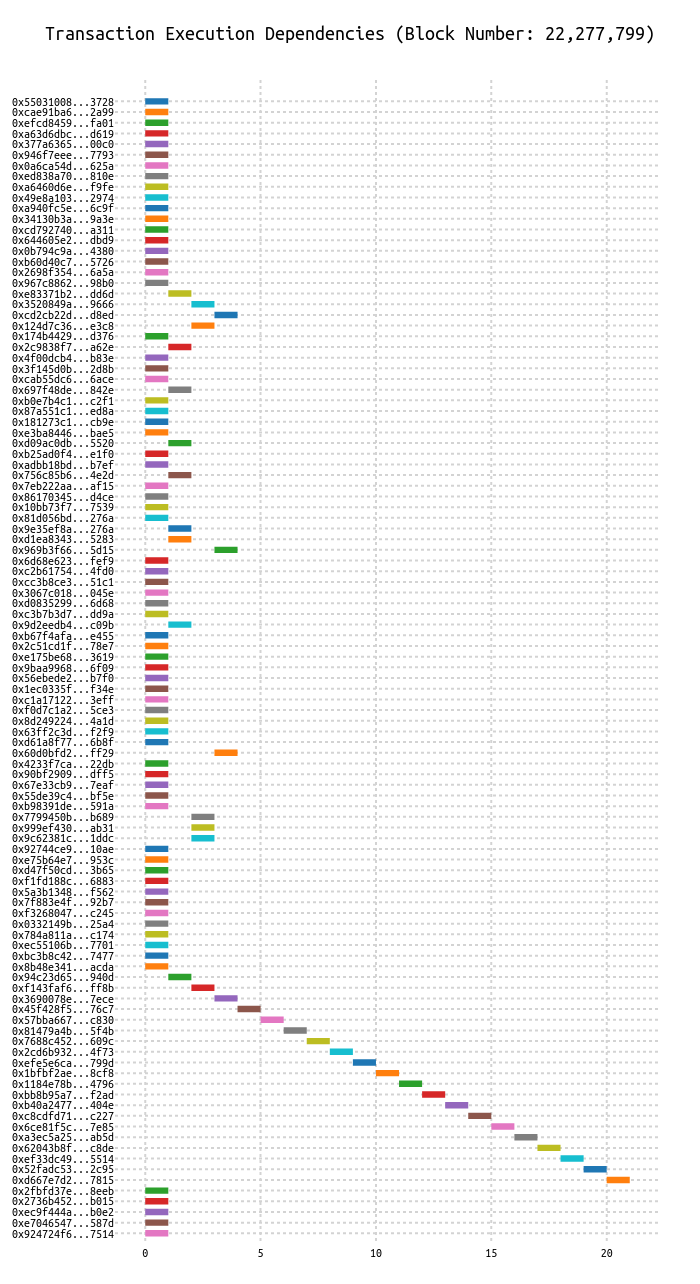 Transaction Execution Dependencies (Block Number: 22,277,799)
0x55031008...3728
0xcae91ba6...2a99
0xefcd8459...fa01
0xa63d6dbc...d619
0x377a6365...00c0
0x946f7eee...7793
0x0a6ca54d...625a
0xed838a70...810e
0xa6460d6e...f9fe
0x49e8a103...2974
0xa940fc5e...6c9f
0x34130b3a...9a3e
0xcd792740...a311
0x644605e2...dbd9
0x0b794c9a...4380
0xb60d40c7...5726
0x2698f354...6a5a
0x967c8862...98b0
0xe83371b2...dd6d
0x3520849a...9666
0xcd2cb22d...d8ed
0x124d7c36...e3c8
0x174b4429...d376
0x2c9838f7...a62e
0x4f00dcb4...b83e
0x3f145d0b...2d8b
0xcab55dc6...6ace
0x697f48de...842e
0xb0e7b4c1...c2f1
0x87a551c1...ed8a
0x181273c1...cb9e
0xe3ba8446...bae5
0xd09ac0db...5520
0xb25ad0f4...e1f0
0xadbb18bd...b7ef
0x756c85b6...4e2d
0x7eb222aa...af15
0x86170345...d4ce
0x10bb73f7...7539
0x81d056bd...276a
0x9e35ef8a...276a
0xd1ea8343...5283
0x969b3f66...5d15
0x6d68e623...fef9
0xc2b61754...4fd0
0xcc3b8ce3...51c1
0x3067c018...045e
0xd0835299...6d68
0xc3b7b3d7...dd9a
0x9d2eedb4...c09b
0xb67f4afa...e455
0x2c51cd1f...78e7
0xe175be68...3619
0x9baa9968...6f09
0x56ebede2...b7f0
0x1ec0335f...f34e
0xc1a17122...3eff
0xf0d7c1a2...5ce3
0x8d249224...4a1d
0x63ff2c3d...f2f9
0xd61a8f77...6b8f
0x60d0bfd2...ff29
0x4233f7ca...22db
0x90bf2909...dff5
0x67e33cb9...7eaf
0x55de39c4...bf5e
0xb98391de...591a
0x7799450b...b689
0x999ef430...ab31
0x9c62381c...1ddc
0x92744ce9...10ae
0xe75b64e7...953c
0xd47f50cd...3b65
0xf1fd188c...6883
0x5a3b1348...f562
0x7f883e4f...92b7
0xf3268047...c245
0x0332149b...25a4
0x784a811a...c174
0xec55106b...7701
0xbc3b8c42...7477
0x8b48e341...acda
0x94c23d65...940d
0xf143faf6...ff8b
0x3690078e...7ece
0x45f428f5...76c7
0x57bba667...c830
0x81479a4b...5f4b
0x7688c452...609c
0x2cd6b932...4f73
0xefe5e6ca...799d
0x1bfbf2ae...8cf8
0x1184e78b...4796
0xbb8b95a7...f2ad
0xb40a2477...404e
0xc8cdfd71...c227
0x6ce81f5c...7e85
0xa3ec5a25...ab5d
0x62043b8f...c8de
0xef33dc49...5514
0x52fadc53...2c95
0xd667e7d2...7815
0x2fbfd37e...8eeb
0x2736b452...b015
0xec9f444a...b0e2
0xe7046547...587d
0x924724f6...7514
0 5 10 15 20